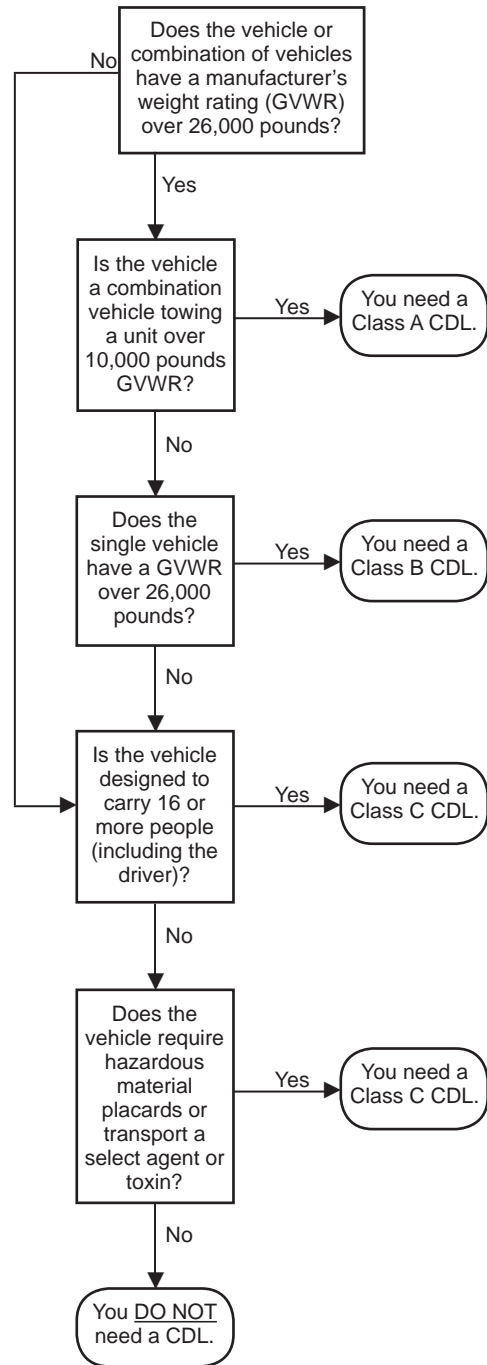 Does the vehicle or
combination of vehicles
have a manufacturer’s
weight rating (GVWR)
over 26,000 pounds?
No
Yes
Is the vehicle
a combination
vehicle towing
a unit over
10,000 pounds
GVWR?
Yes
You need a
Class A CDL.
No
Does the
single vehicle
have a GVWR
over 26,000
pounds?
Yes
You need a
Class B CDL.
No
Is the vehicle
designed to
carry 16 or
more people
(including the
driver)?
Yes
You need a
Class C CDL.
No
Does the
vehicle require
hazardous
material
placards or
transport a
select agent or
toxin?
Yes
You need a
Class C CDL.
No
You DO NOT
need a CDL.